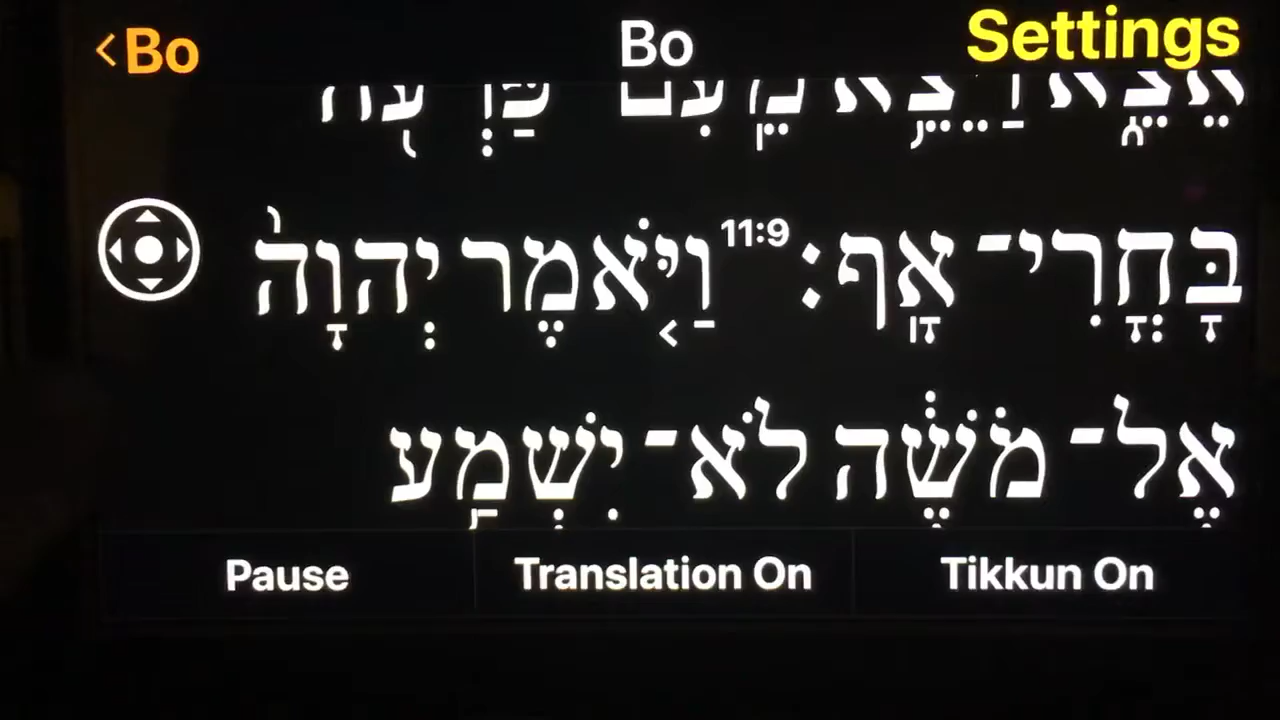 <Bo
Bo
Settings
אֵצֵ֑א וַיֵּצֵ֥א מֵֽעִם־ פַּרְעֹ֖ה
בָּחֳרִי־ אָֽף׃ 11:9 וַיֹּ֤אמֶר יְהוָה֙
אֶל־ מֹשֶׁ֔ה לֹא־ יִשְׁמַ֥ע
Pause
Translation On
Tikkun On